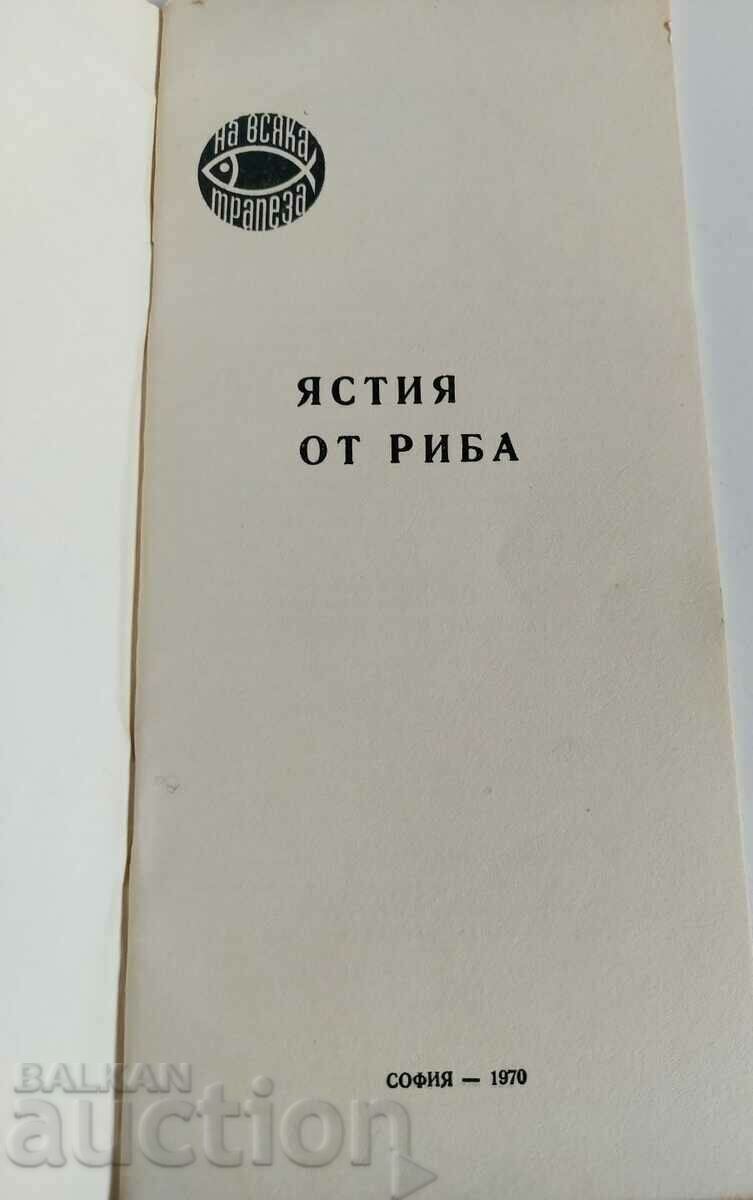 на всяка
трапеза
ЯСТИЯ
ОТ РИБА
СОФИЯ — 1970
BALKAN
auction